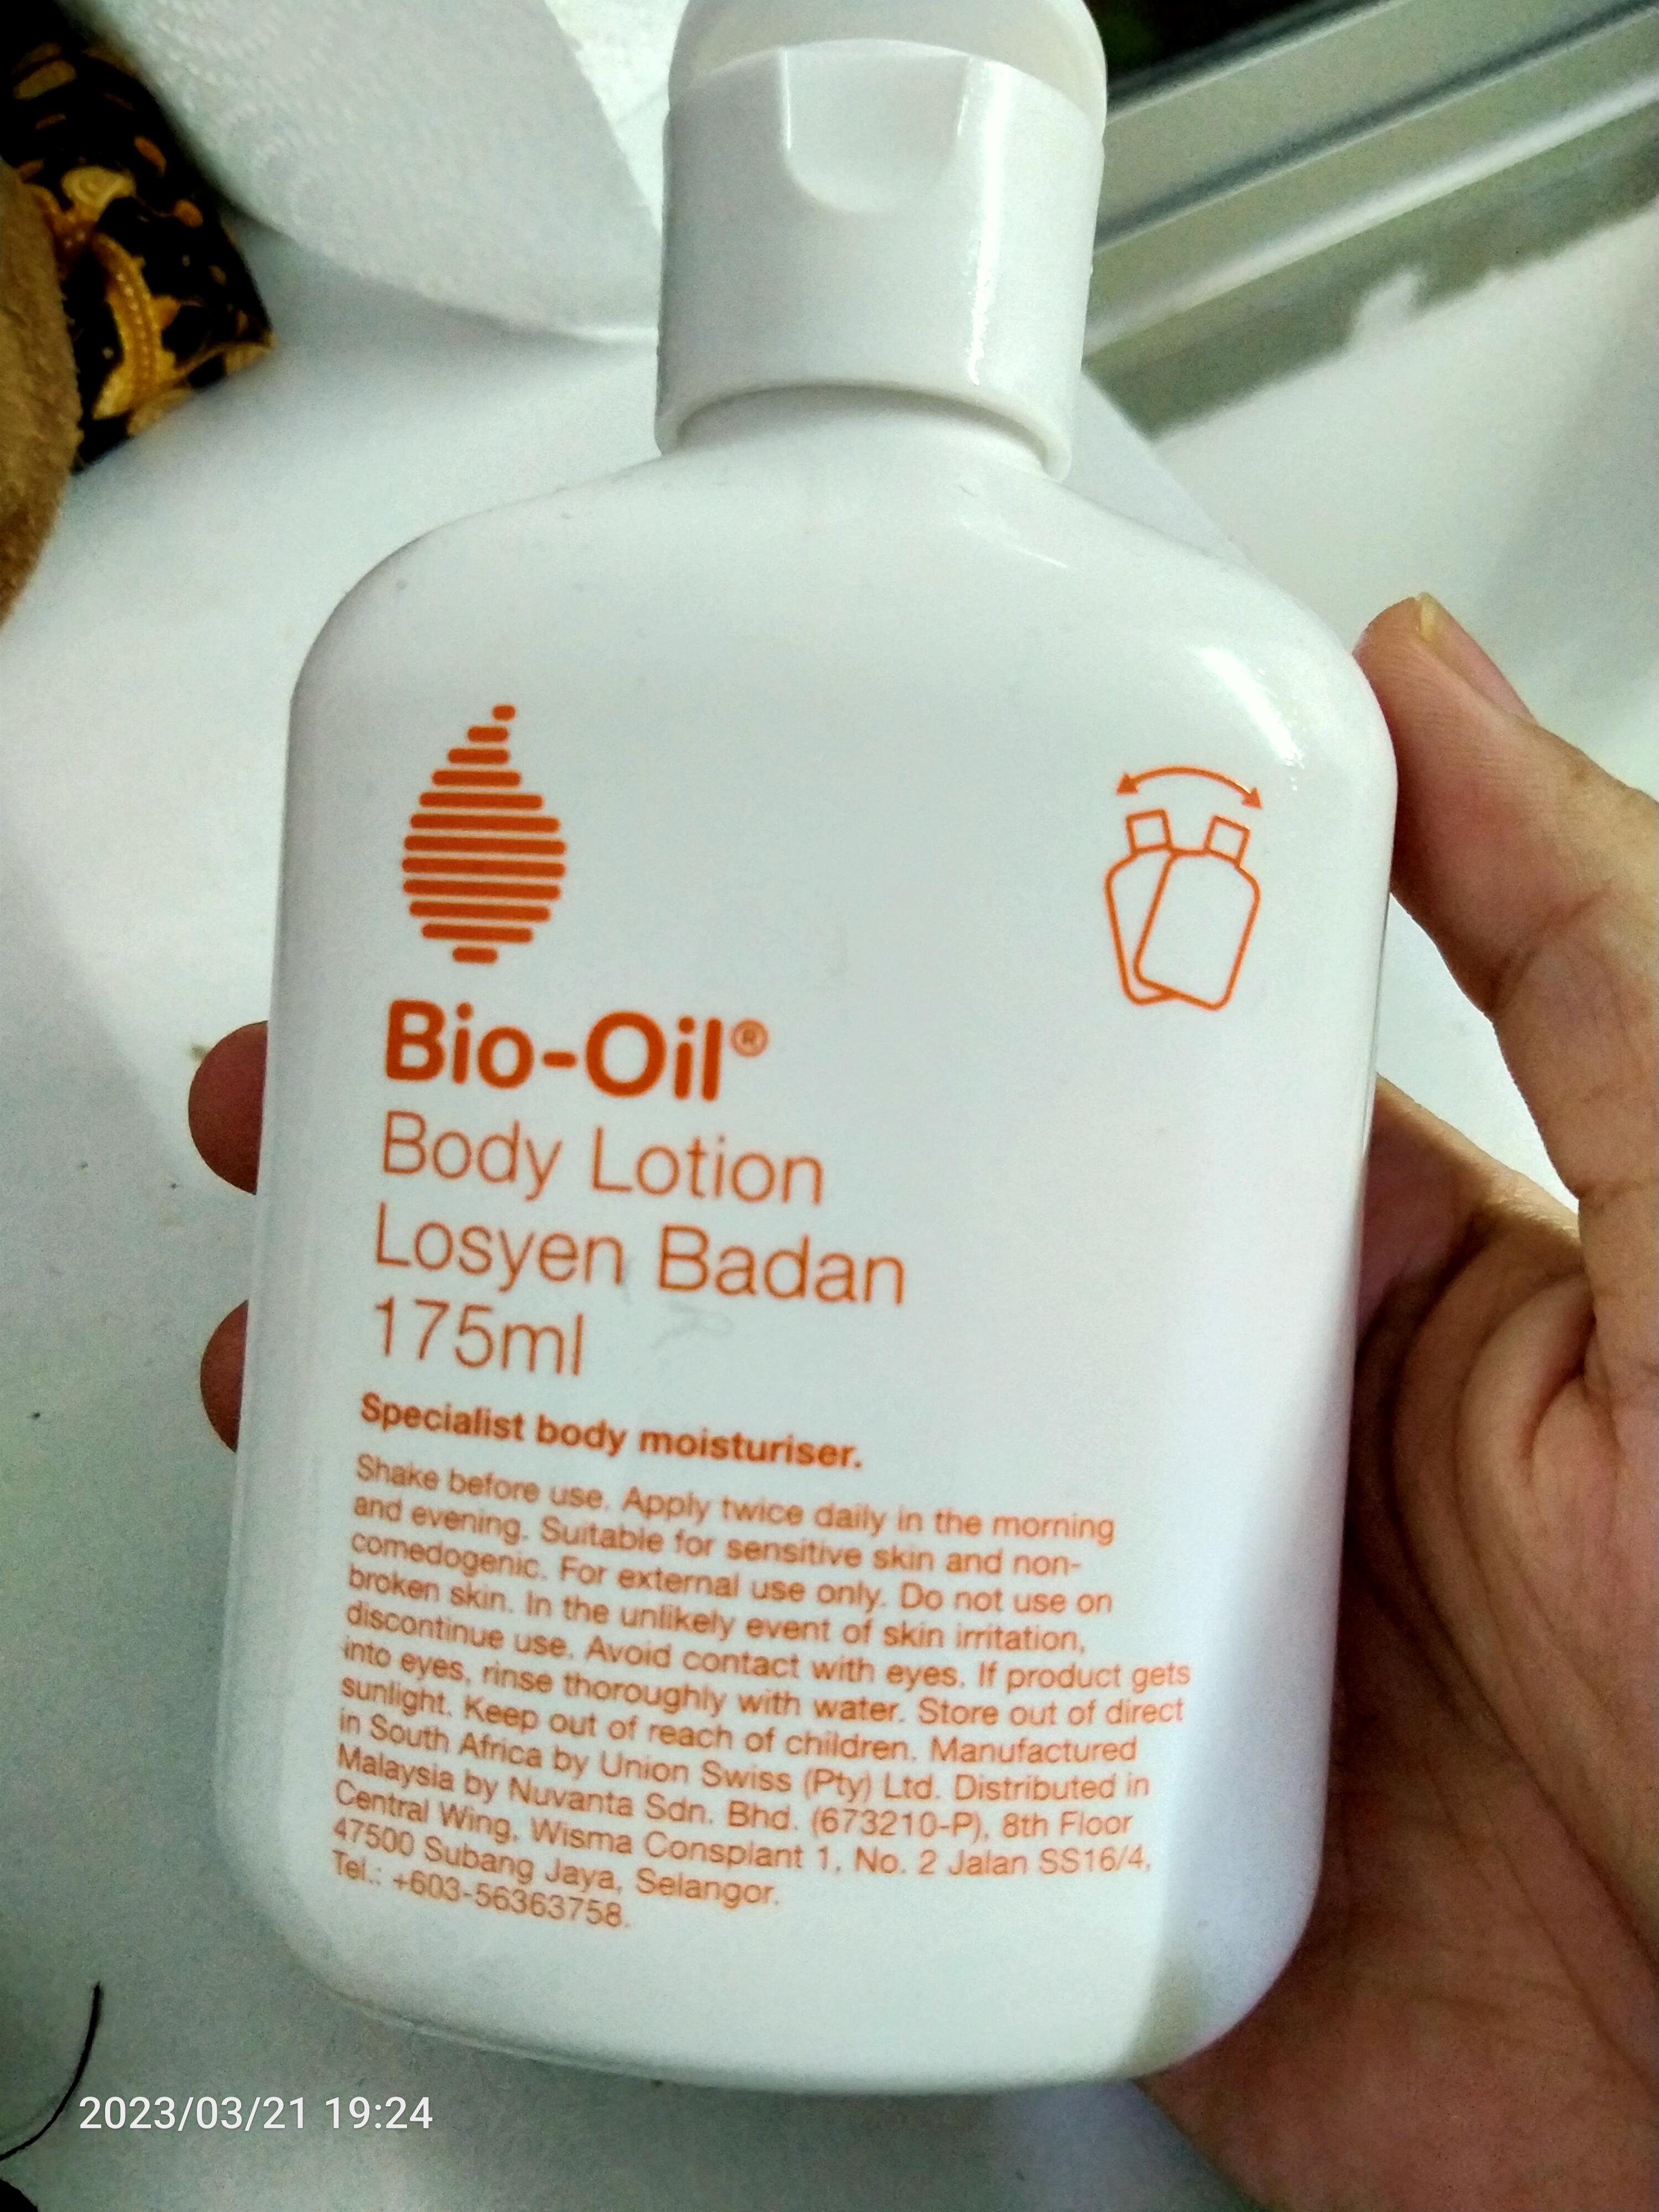 Bio-Oil®
Body Lotion
Losyen Badan
175ml
Specialist body moisturiser.
Shake before use. Apply twice daily in the morning
and evening. Suitable for sensitive skin and non-
comedogenic. For external use only. Do not use on
broken skin. In the unlikely event of skin irritation,
discontinue use. Avoid contact with eyes. If product gets
into eyes, rinse thoroughly with water. Store out of direct
sunlight. Keep out of reach of children. Manufactured
in South Africa by Union Swiss (Pty) Ltd. Distributed in
Malaysia by Nuvanta Sdn. Bhd. (673210-P), 8th Floor
Central Wing, Wisma Consplant 1, No. 2 Jalan SS16/4,
47500 Subang Jaya, Selangor.
Tel.: +603-56363758.
2023/03/21 19:24